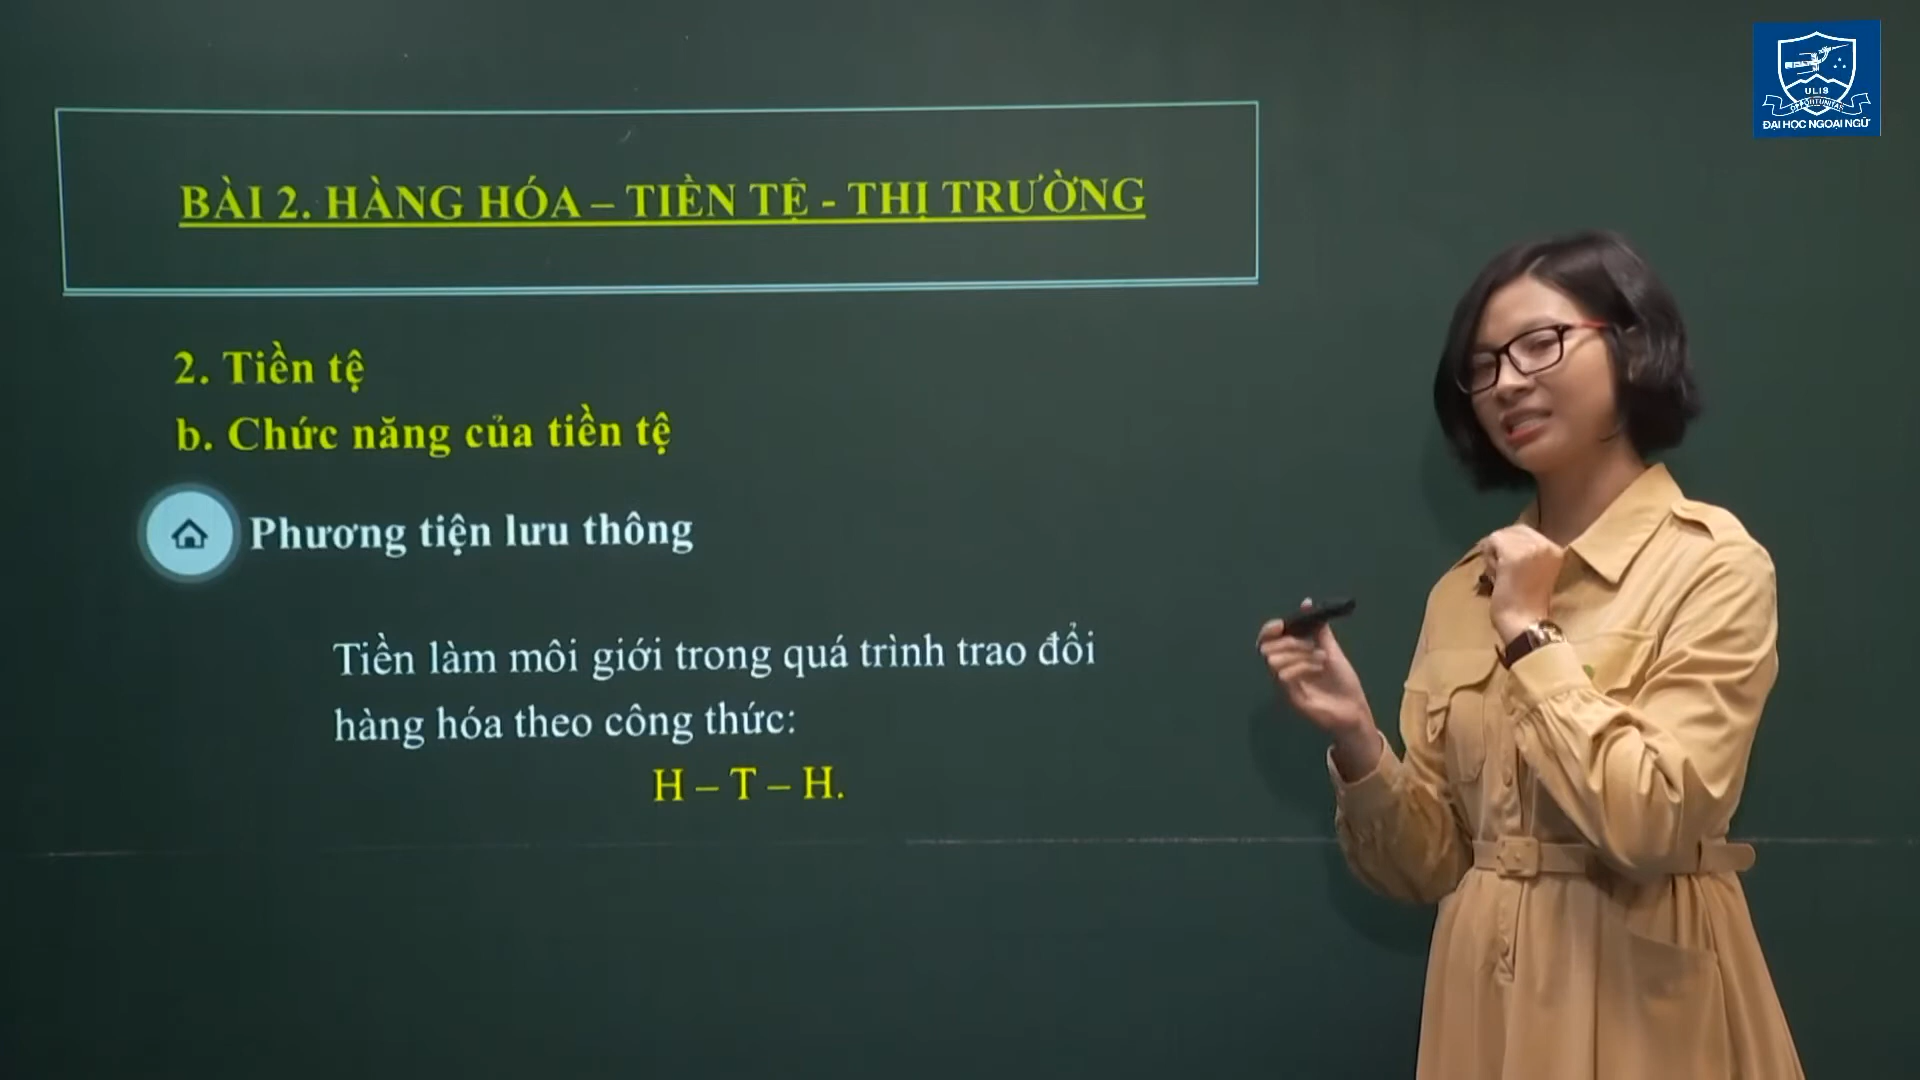 BÀI 2. HÀNG HÓA – TIỀN TỆ - THỊ TRƯỜNG
2. Tiền tệ
b. Chức năng của tiền tệ
Phương tiện lưu thông
Tiền làm môi giới trong quá trình trao đổi
hàng hóa theo công thức:
H – T – H.
ULIS
ĐẠI HỌC NGOẠI NGỮ